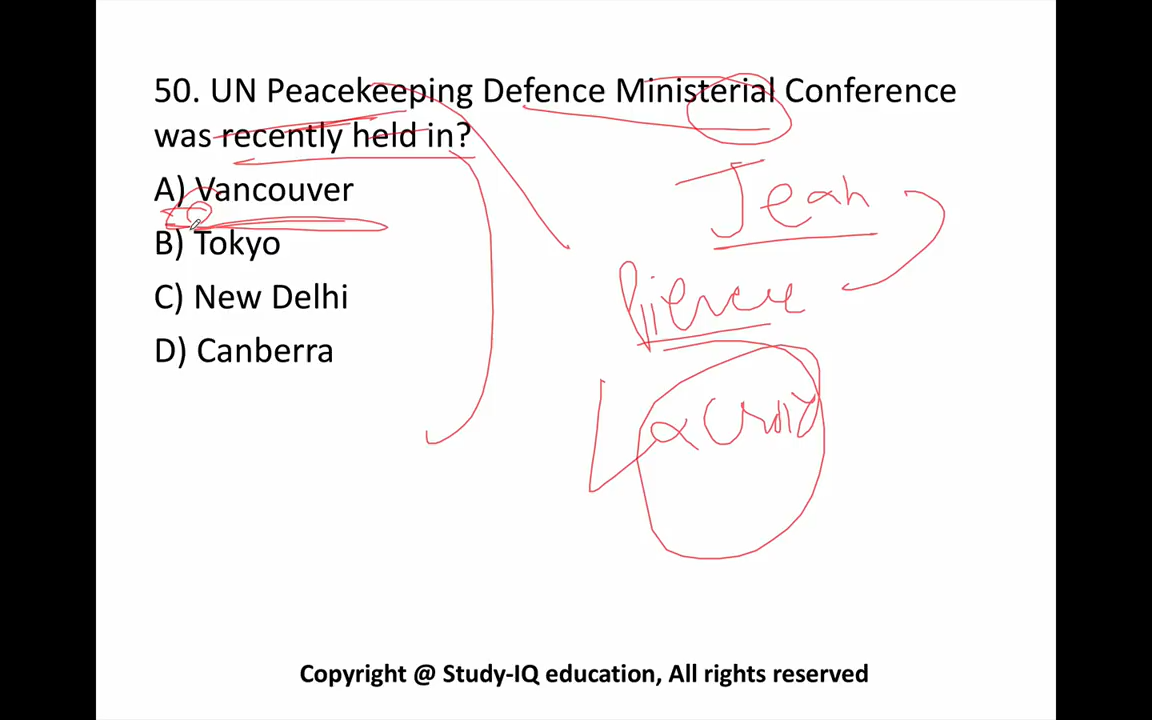 50. UN Peacekeeping Defence Ministerial Conference
was recently held in?
A) Vancouver
B) Tokyo
C) New Delhi
D) Canberra
Jean
Pierre
Lacroix
Copyright @ Study-IQ education, All rights reserved